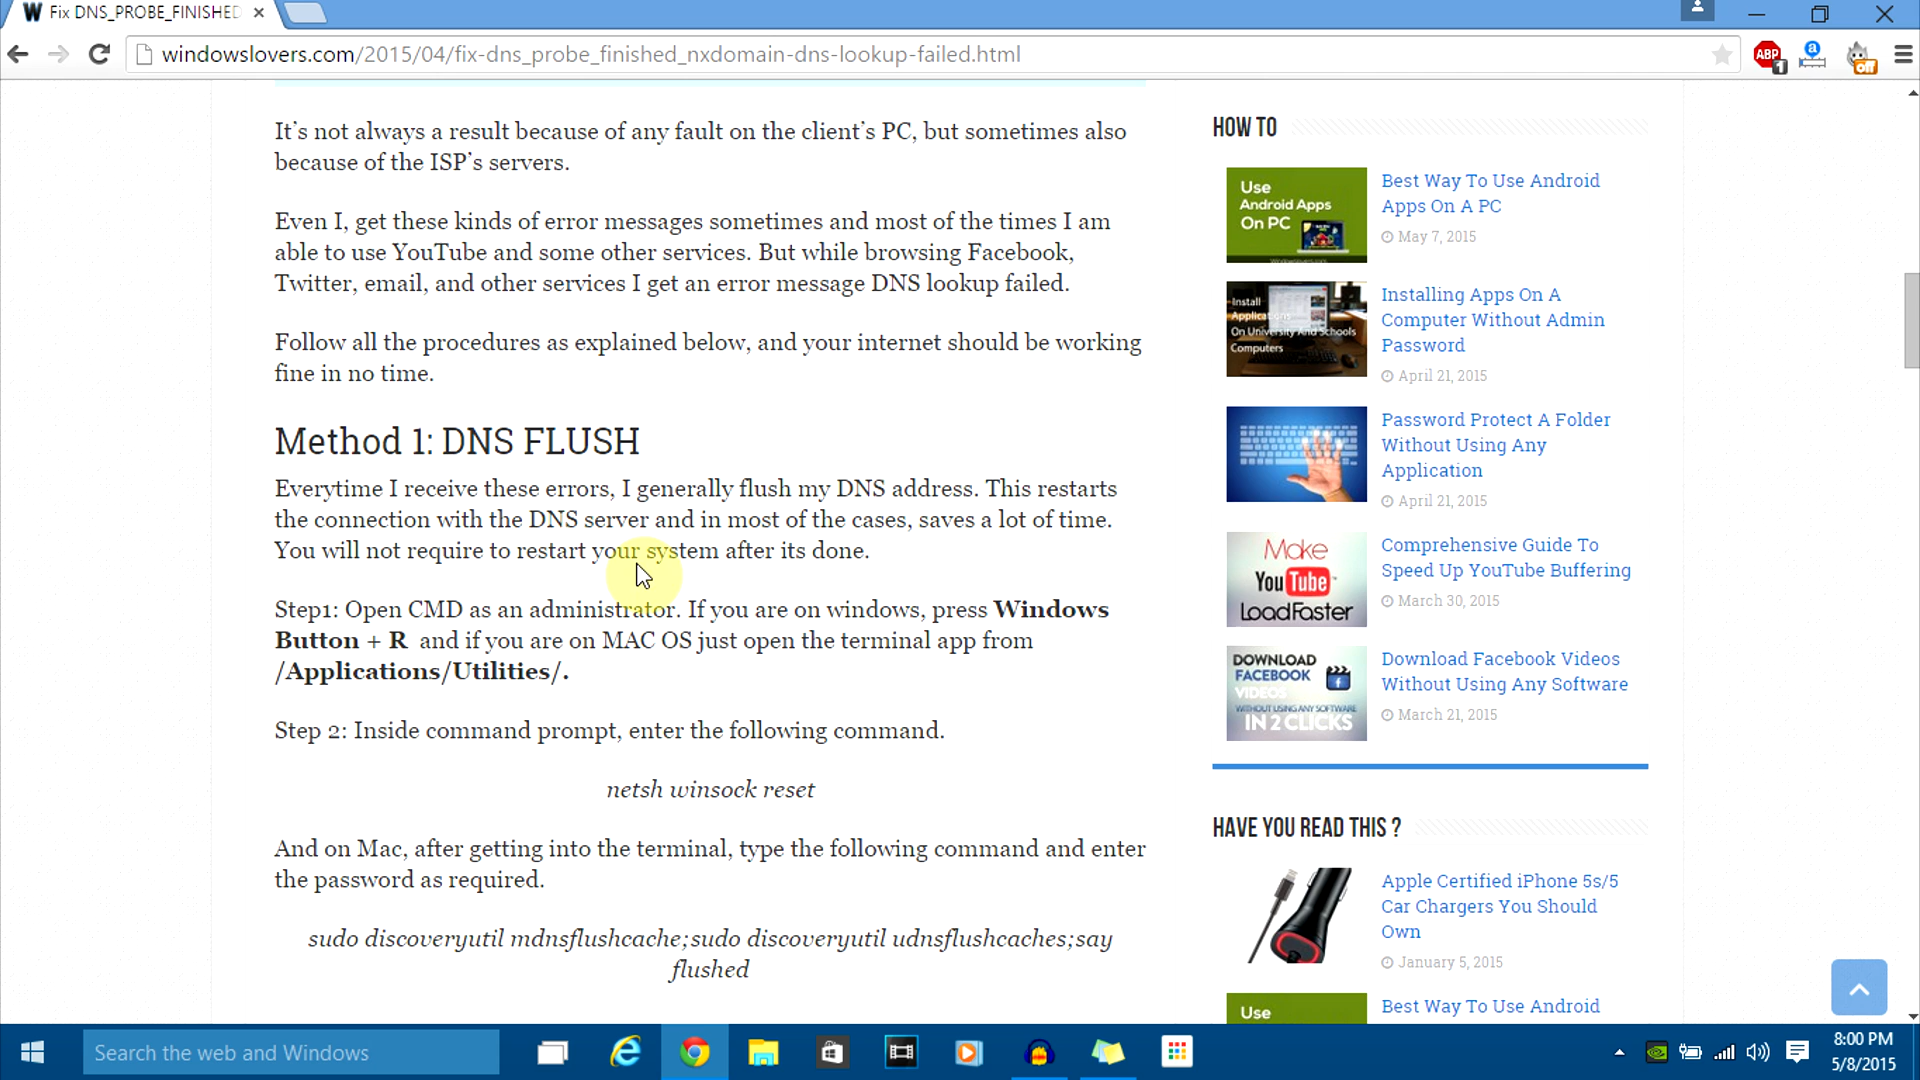 Fix DNS_PROBE_FINISHED
windowslovers.com/2015/04/fix-dns_probe_finished_nxdomain-dns-lookup-failed.html
ABP
1
a
off
It's not always a result because of any fault on the client's PC, but sometimes also
because of the ISP's servers.
Even I, get these kinds of error messages sometimes and most of the times I am
able to use YouTube and some other services. But while browsing Facebook,
Twitter, email, and other services I get an error message DNS lookup failed.
Follow all the procedures as explained below, and your internet should be working
fine in no time.
Method 1: DNS FLUSH
Everytime I receive these errors, I generally flush my DNS address. This restarts
the connection with the DNS server and in most of the cases, saves a lot of time.
You will not require to restart your system after its done.
Step1: Open CMD as an administrator. If you are on windows, press Windows
Button + R and if you are on MAC OS just open the terminal app from
/Applications/Utilities/.
Step 2: Inside command prompt, enter the following command.
netsh winsock reset
And on Mac, after getting into the terminal, type the following command and enter
the password as required.
sudo discoveryutil mdnsflushcache;sudo discoveryutil udnsflushcaches;say
flushed
HOW TO
Use
Android Apps
On PC
Windowslovers.com
Best Way To Use Android
Apps On A PC
May 7, 2015
Install
Applications
On University And Schools
Computers
Installing Apps On A
Computer Without Admin
Password
April 21, 2015
Password Protect A Folder
Without Using Any
Application
April 21, 2015
Make
YouTube
LoadFaster
Comprehensive Guide To
Speed Up YouTube Buffering
March 30, 2015
DOWNLOAD
FACEBOOK
VIDEOS
WITHOUT USING ANY SOFTWARE
IN 2 CLICKS
Download Facebook Videos
Without Using Any Software
March 21, 2015
HAVE YOU READ THIS ?
Apple Certified iPhone 5s/5
Car Chargers You Should
Own
January 5, 2015
Use
Best Way To Use Android
Search the web and Windows
8:00 PM
5/8/2015